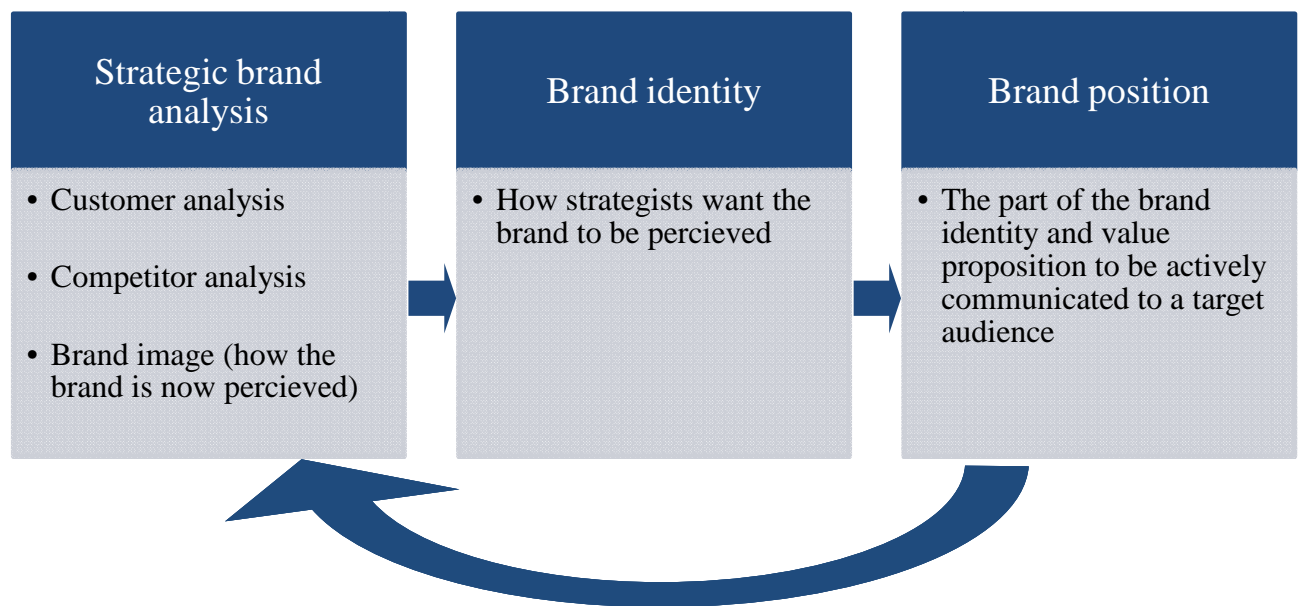 Strategic brand
analysis
• Customer analysis
• Competitor analysis
• Brand image (how the
brand is now percieved)
Brand identity
• How strategists want the
brand to be percieved
Brand position
• The part of the brand
identity and value
proposition to be actively
communicated to a target
audience